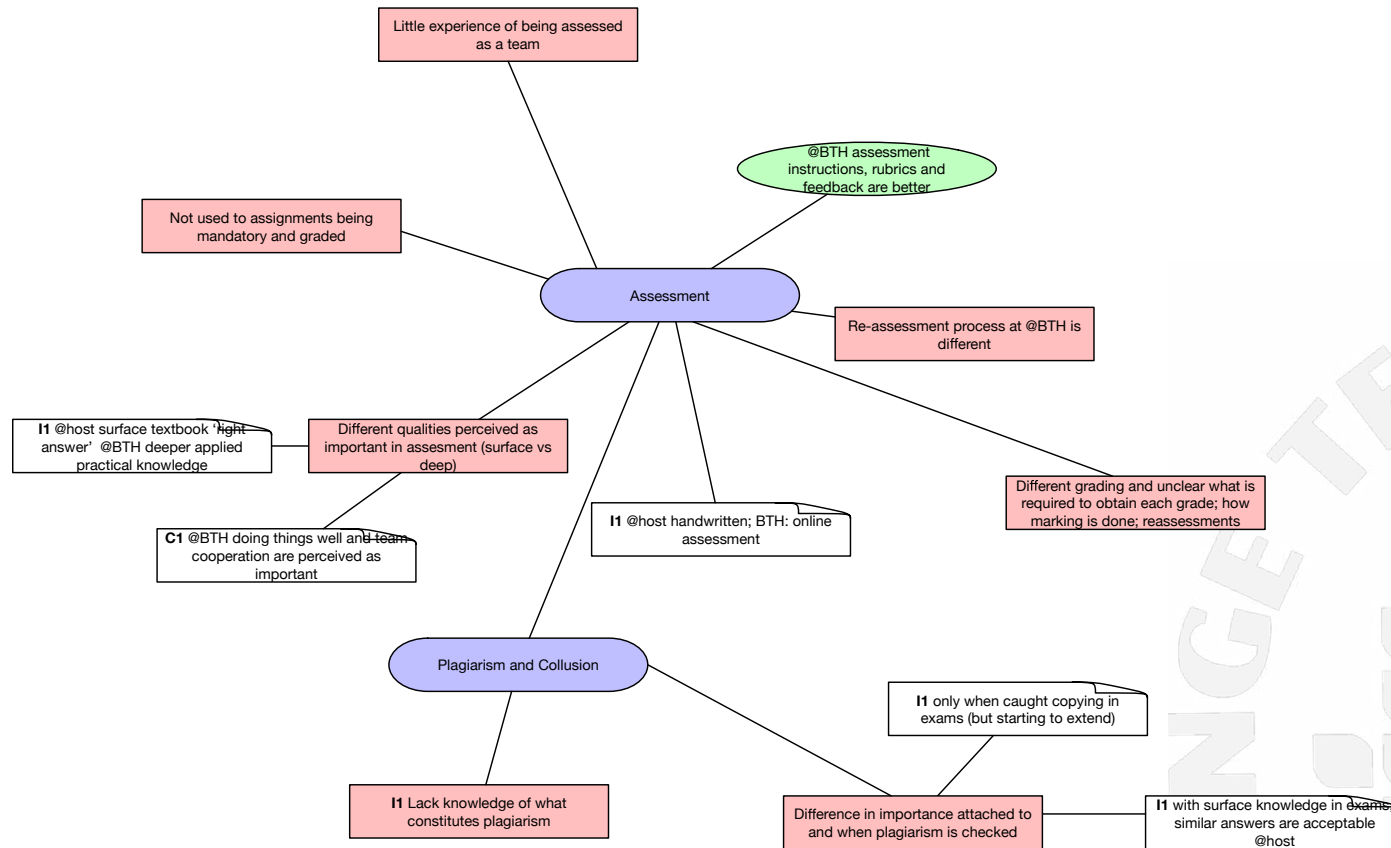 Little experience of being assessed
as a team
@BTH assessment
instructions, rubrics and
feedback are better
Not used to assignments being
mandatory and graded
Assessment
Re-assessment process at @BTH is
different
I1 @host surface textbook ‘right
answer’ @BTH deeper applied
practical knowledge
Different qualities perceived as
important in assesment (surface vs
deep)
Different grading and unclear what is
required to obtain each grade; how
marking is done; reassessments
I1 @host handwritten; BTH: online
assessment
C1 @BTH doing things well and team
cooperation are perceived as
important
Plagiarism and Collusion
I1 only when caught copying in
exams (but starting to extend)
I1 Lack knowledge of what
constitutes plagiarism
Difference in importance attached to
and when plagiarism is checked
I1 with surface knowledge in exams,
similar answers are acceptable
@host
NGE TE